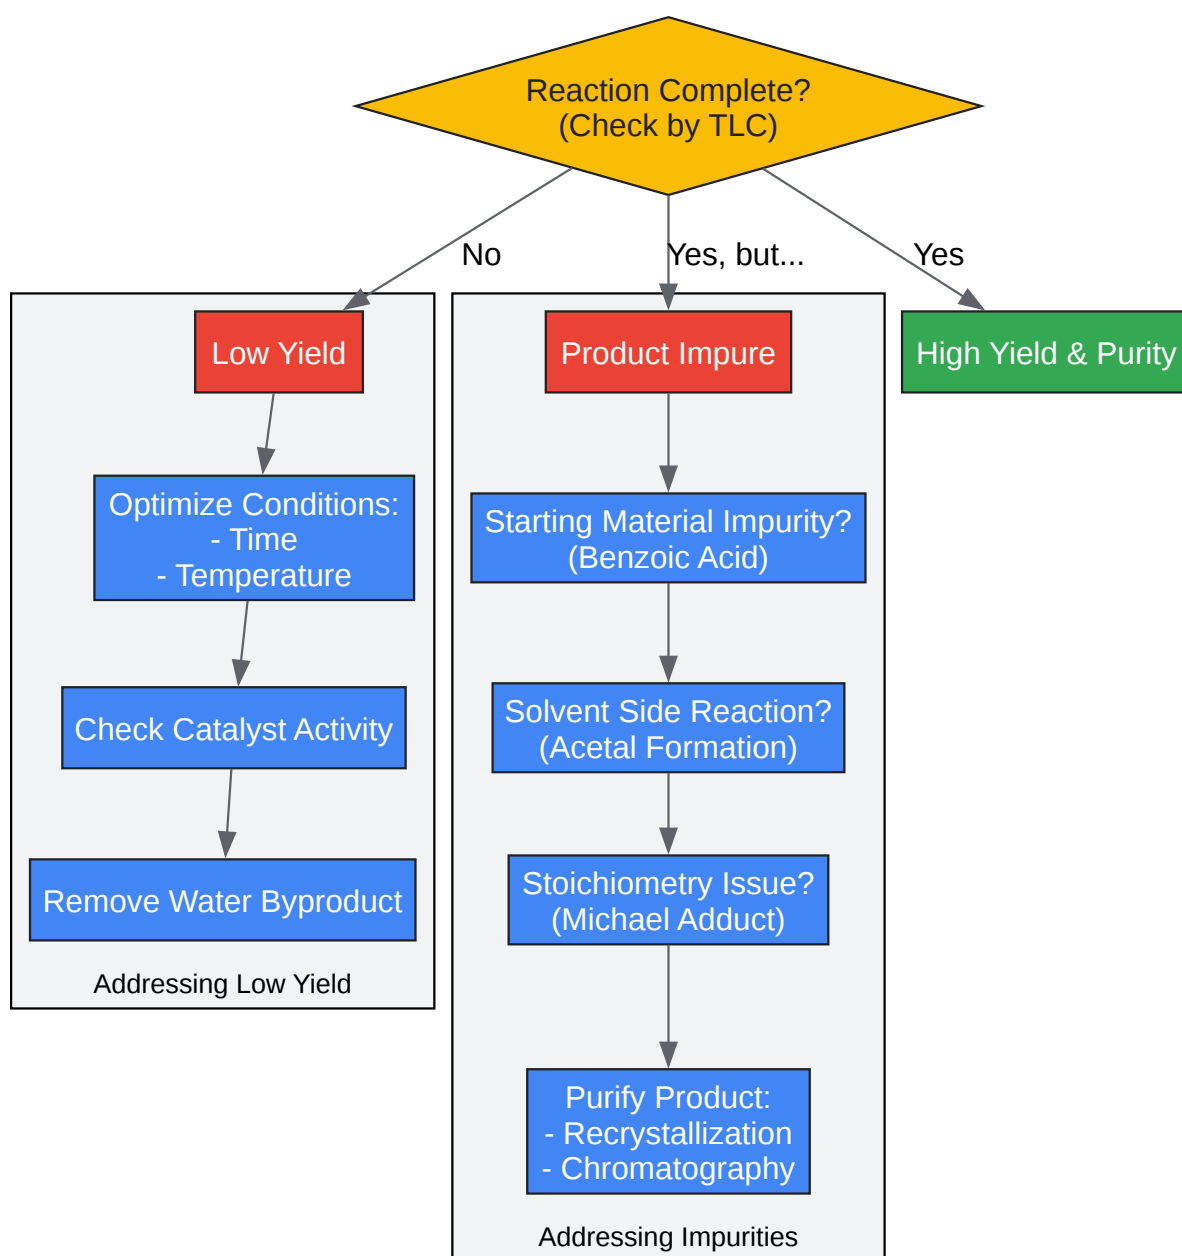 Reaction Complete?
(Check by TLC)
No
Yes, but...
Yes
Low Yield
Optimize Conditions:
- Time
- Temperature
Check Catalyst Activity
Remove Water Byproduct
Addressing Low Yield
Product Impure
Starting Material Impurity?
(Benzoic Acid)
Solvent Side Reaction?
(Acetal Formation)
Stoichiometry Issue?
(Michael Adduct)
Purify Product:
- Recrystallization
- Chromatography
Addressing Impurities
High Yield & Purity